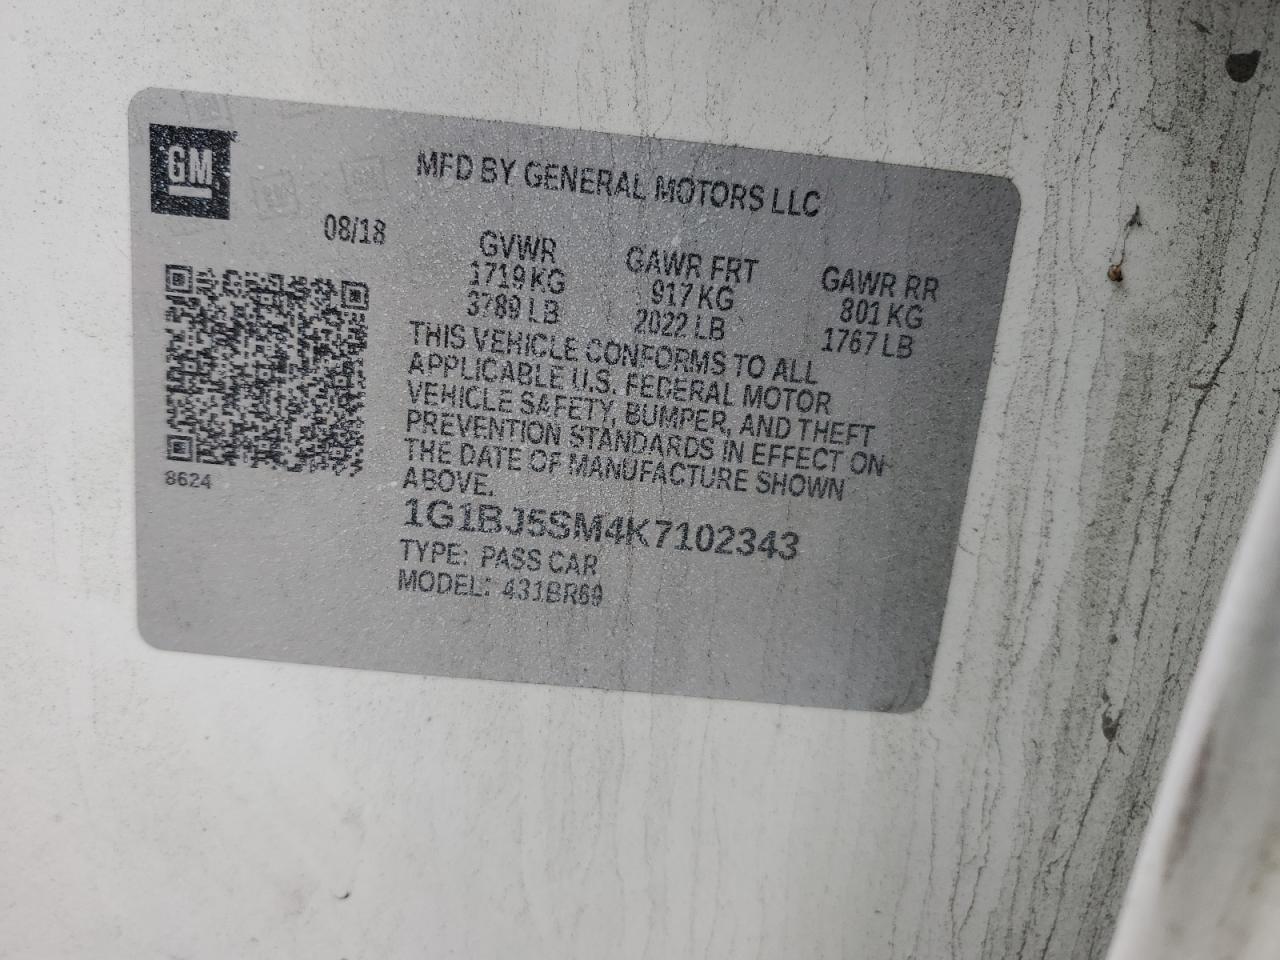 GM
MFD BY GENERAL MOTORS LLC
08/18
GVWR GAWR FRT GAWR RR
1719 KG 917 KG 801 KG
3789 LB 2022 LB 1767 LB
THIS VEHICLE CONFORMS TO ALL
APPLICABLE U.S. FEDERAL MOTOR
VEHICLE SAFETY, BUMPER, AND THEFT
PREVENTION STANDARDS IN EFFECT ON
THE DATE OF MANUFACTURE SHOWN
ABOVE.
8624
1G1BJ5SM4K7102343
TYPE: PASS CAR
MODEL: 431BR69